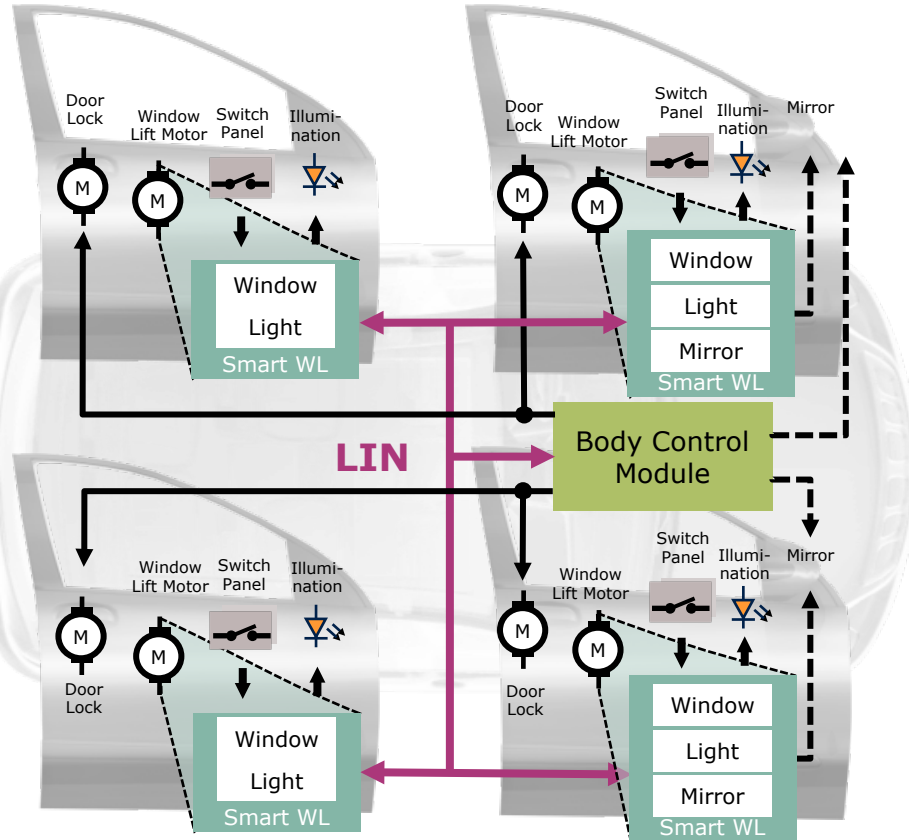 Door
Lock
Window
Lift Motor
Switch
Panel
Illumi-
nation
M
M
Window
Light
Smart WL
Door
Lock
Window
Lift Motor
Switch
Panel
Illumi-
nation
Mirror
M
M
Window
Light
Mirror
Smart WL
LIN
Body Control
Module
Window
Lift Motor
Switch
Panel
Illumi-
nation
M
M
Door
Lock
Window
Light
Smart WL
Window
Lift Motor
Switch
Panel
Illumi-
nation
Mirror
M
M
Door
Lock
Window
Light
Mirror
Smart WL